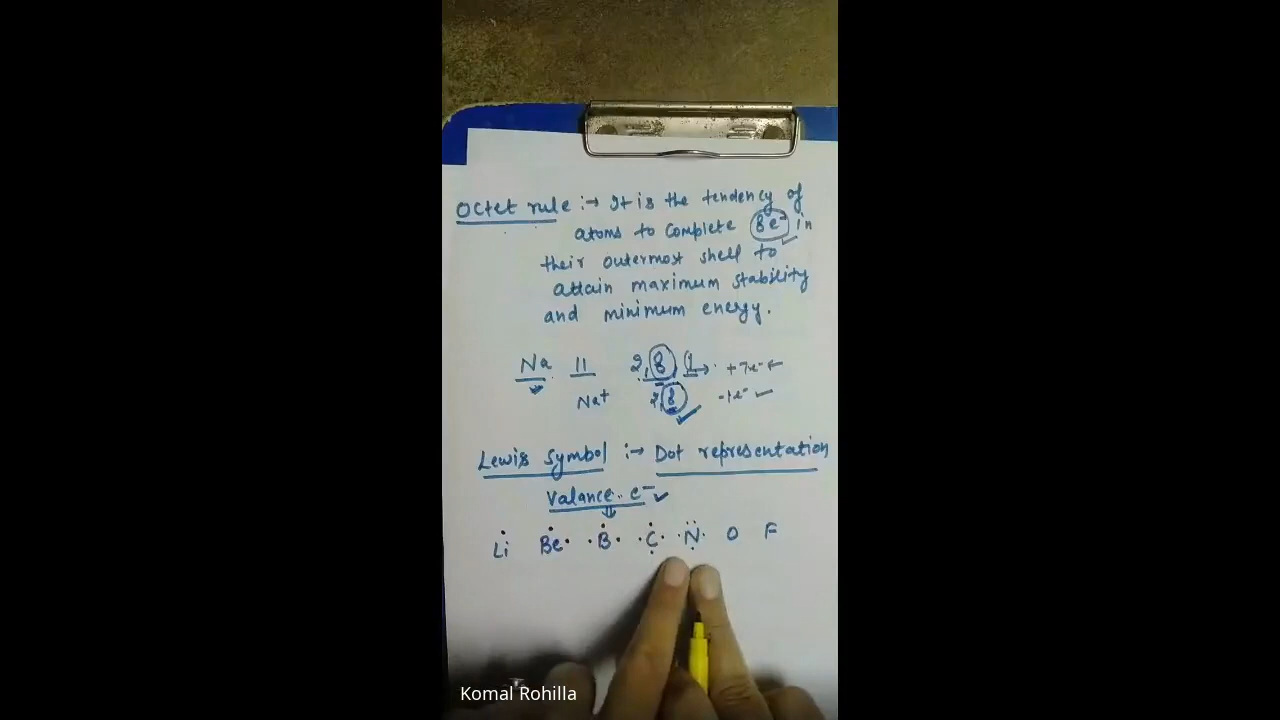 Octet rule :→ It is the tendency of
atoms to complete 8e⁻ in
their outermost shell to
attain maximum stability
and minimum energy.
Na 11 2,8,1 → +7e⁻
Na⁺ 2,8 -1e⁻
Lewis symbol :→ Dot representation
Valance e⁻
Li Be B C N O F
Komal Rohilla